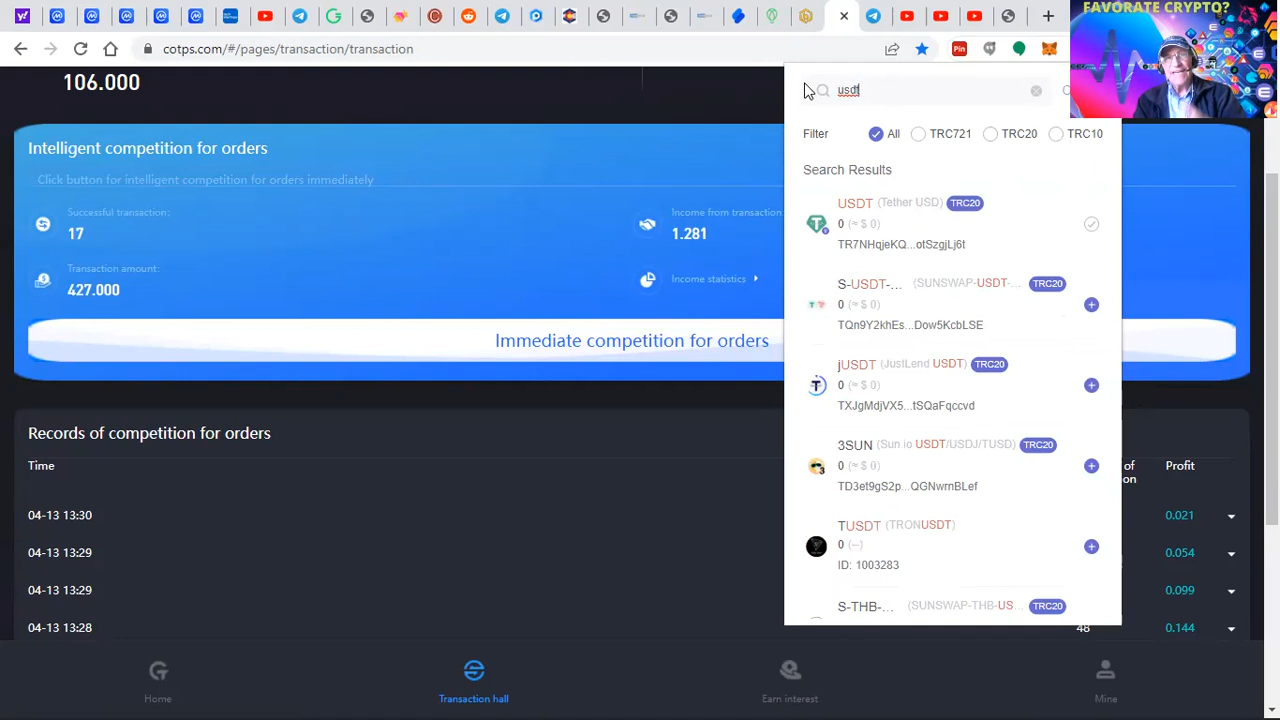 FAVORATE CRYPTO?
cotps.com/#/pages/transaction/transaction
Pin
106.000
Intelligent competition for orders
Click button for intelligent competition for orders immediately
Successful transaction:
17
Income from transaction:
1.281
Transaction amount:
427.000
Income statistics
Immediate competition for orders
Records of competition for orders
Time
of
tion
Profit
04-13 13:30
0.021
04-13 13:29
0.054
04-13 13:29
0.099
04-13 13:28
48
0.144
Home
Transaction hall
Earn interest
Mine
usdt
Filter
All
TRC721
TRC20
TRC10
Search Results
USDT (Tether USD) TRC20
0 (≈ $ 0)
TR7NHqjeKQ...otSzgjLj6t
S-USDT-... (SUNSWAP-USDT-... TRC20
0 (≈ $ 0)
TQn9Y2khEs...Dow5KcbLSE
jUSDT (JustLend USDT) TRC20
0 (≈ $ 0)
TXJgMdjVX5...tSQaFqccvd
3SUN (Sun io USDT/USDJ/TUSD) TRC20
0 (≈ $ 0)
TD3et9gS2p...QGNwrnBLef
TUSDT (TRONUSDT)
0 (--)
ID: 1003283
S-THB-... (SUNSWAP-THB-US... TRC20